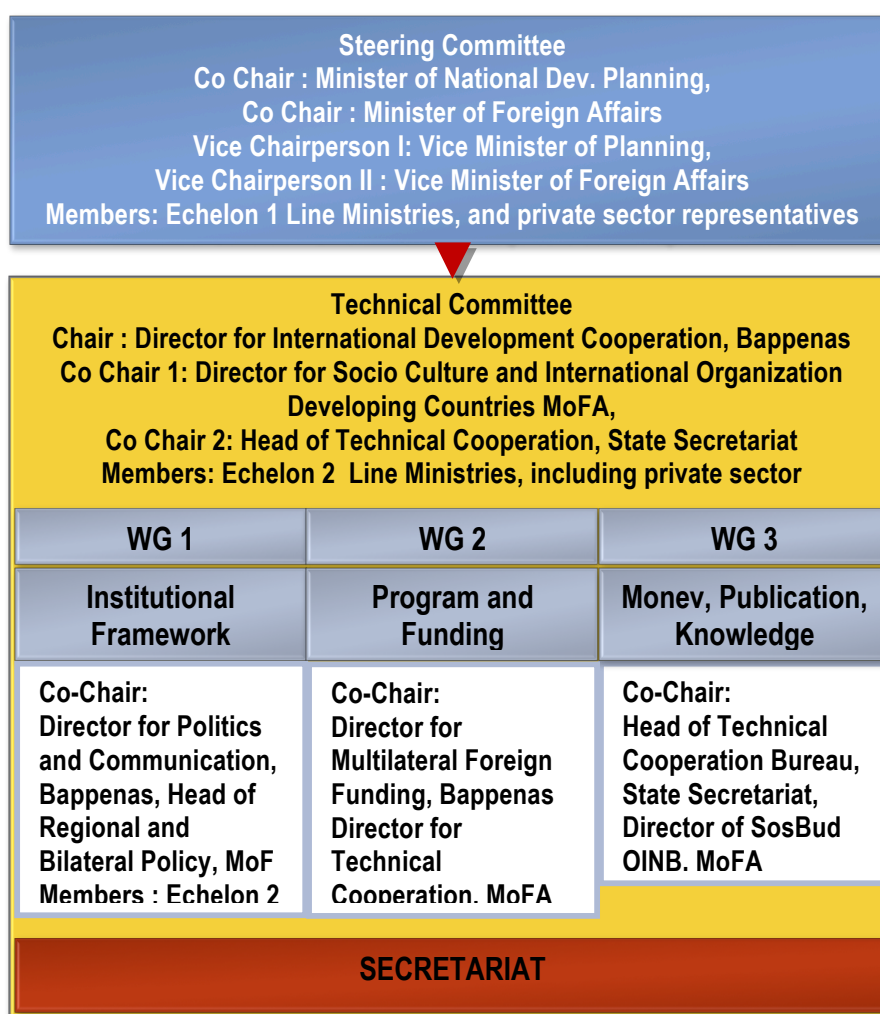 Steering Committee
Co Chair : Minister of National Dev. Planning,
Co Chair : Minister of Foreign Affairs
Vice Chairperson I: Vice Minister of Planning,
Vice Chairperson II : Vice Minister of Foreign Affairs
Members: Echelon 1 Line Ministries, and private sector representatives
Technical Committee
Chair : Director for International Development Cooperation, Bappenas
Co Chair 1: Director for Socio Culture and International Organization
Developing Countries MoFA,
Co Chair 2: Head of Technical Cooperation, State Secretariat
Members: Echelon 2 Line Ministries, including private sector
WG 1
Institutional
Framework
Co-Chair:
Director for Politics
and Communication,
Bappenas, Head of
Regional and
Bilateral Policy, MoF
Members : Echelon 2
WG 2
Program and
Funding
Co-Chair:
Director for
Multilateral Foreign
Funding, Bappenas
Director for
Technical
Cooperation. MoFA
WG 3
Monev, Publication,
Knowledge
Co-Chair:
Head of Technical
Cooperation Bureau,
State Secretariat,
Director of SosBud
OINB. MoFA
SECRETARIAT